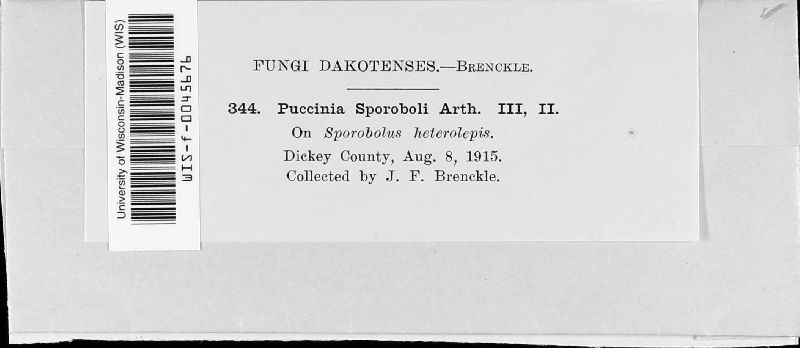 University of Wisconsin-Madison (WIS)
WIS-f-0045676
FUNGI DAKOTENSES.—BRENCKLE.
344. Puccinia Sporoboli Arth. III, II.
On Sporobolus heterolepis.
Dickey County, Aug. 8, 1915.
Collected by J. F. Brenckle.